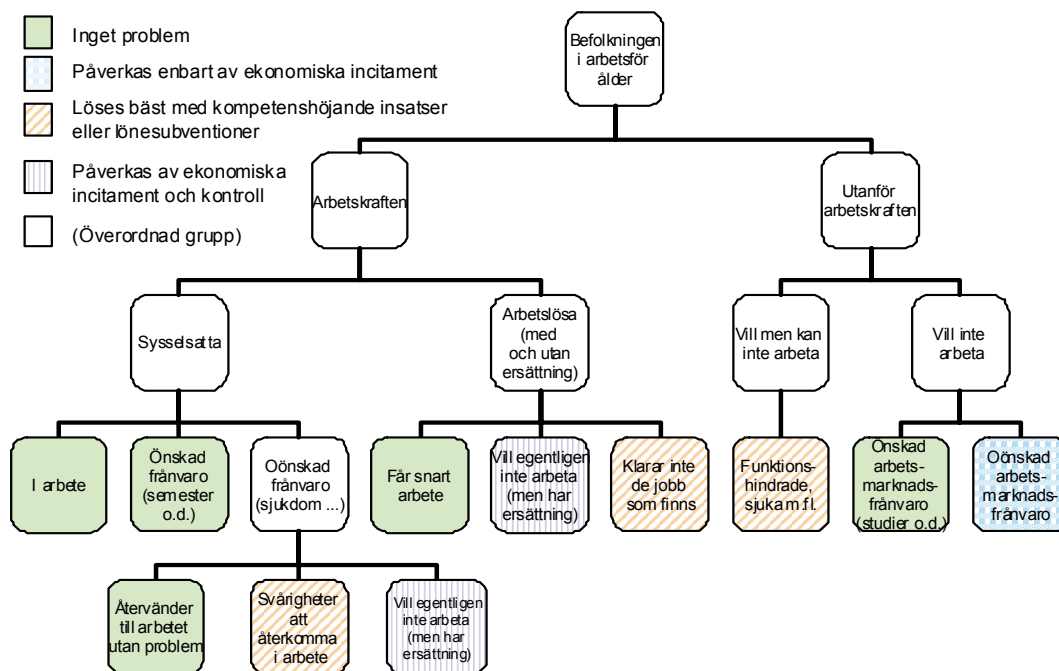 Inget problem
Påverkas enbart av ekonomiska incitament
Löses bäst med kompetenshöjande insatser
eller lönesubventioner
Påverkas av ekonomiska
incitament och kontroll
(Överordnad grupp)
Befolkningen
i arbetsför
ålder
Arbetskraften
Utanför
arbetskraften
Sysselsatta
Arbetslösa
(med
och utan
ersättning)
Vill men kan
inte arbeta
Vill inte
arbeta
I arbete
Önskad
frånvaro
(semester
o.d.)
Oönskad
frånvaro
(sjukdom ...)
Får snart
arbete
Vill egentligen
inte arbeta
(men har
ersättning)
Klarar inte
de jobb
som finns
Funktions-
hindrade,
sjuka m.fl.
Önskad
arbets-
marknads-
frånvaro
(studier o.d.)
Oönskad
arbets-
marknads-
frånvaro
Återvänder
till arbetet
utan problem
Svårigheter
att
återkomma
i arbete
Vill egentligen
inte arbeta
(men har
ersättning)